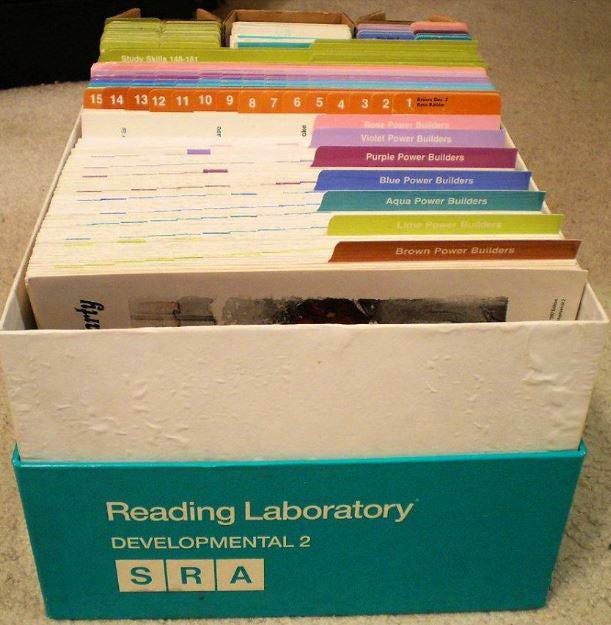 Study Skills 148-181
15 14 13 12 11 10 9 8 7 6 5 4 3 2 1
Rose Power Builders
Violet Power Builders
Purple Power Builders
Blue Power Builders
Aqua Power Builders
Lime Power Builders
Brown Power Builders
Reading Laboratory
DEVELOPMENTAL 2
SRA